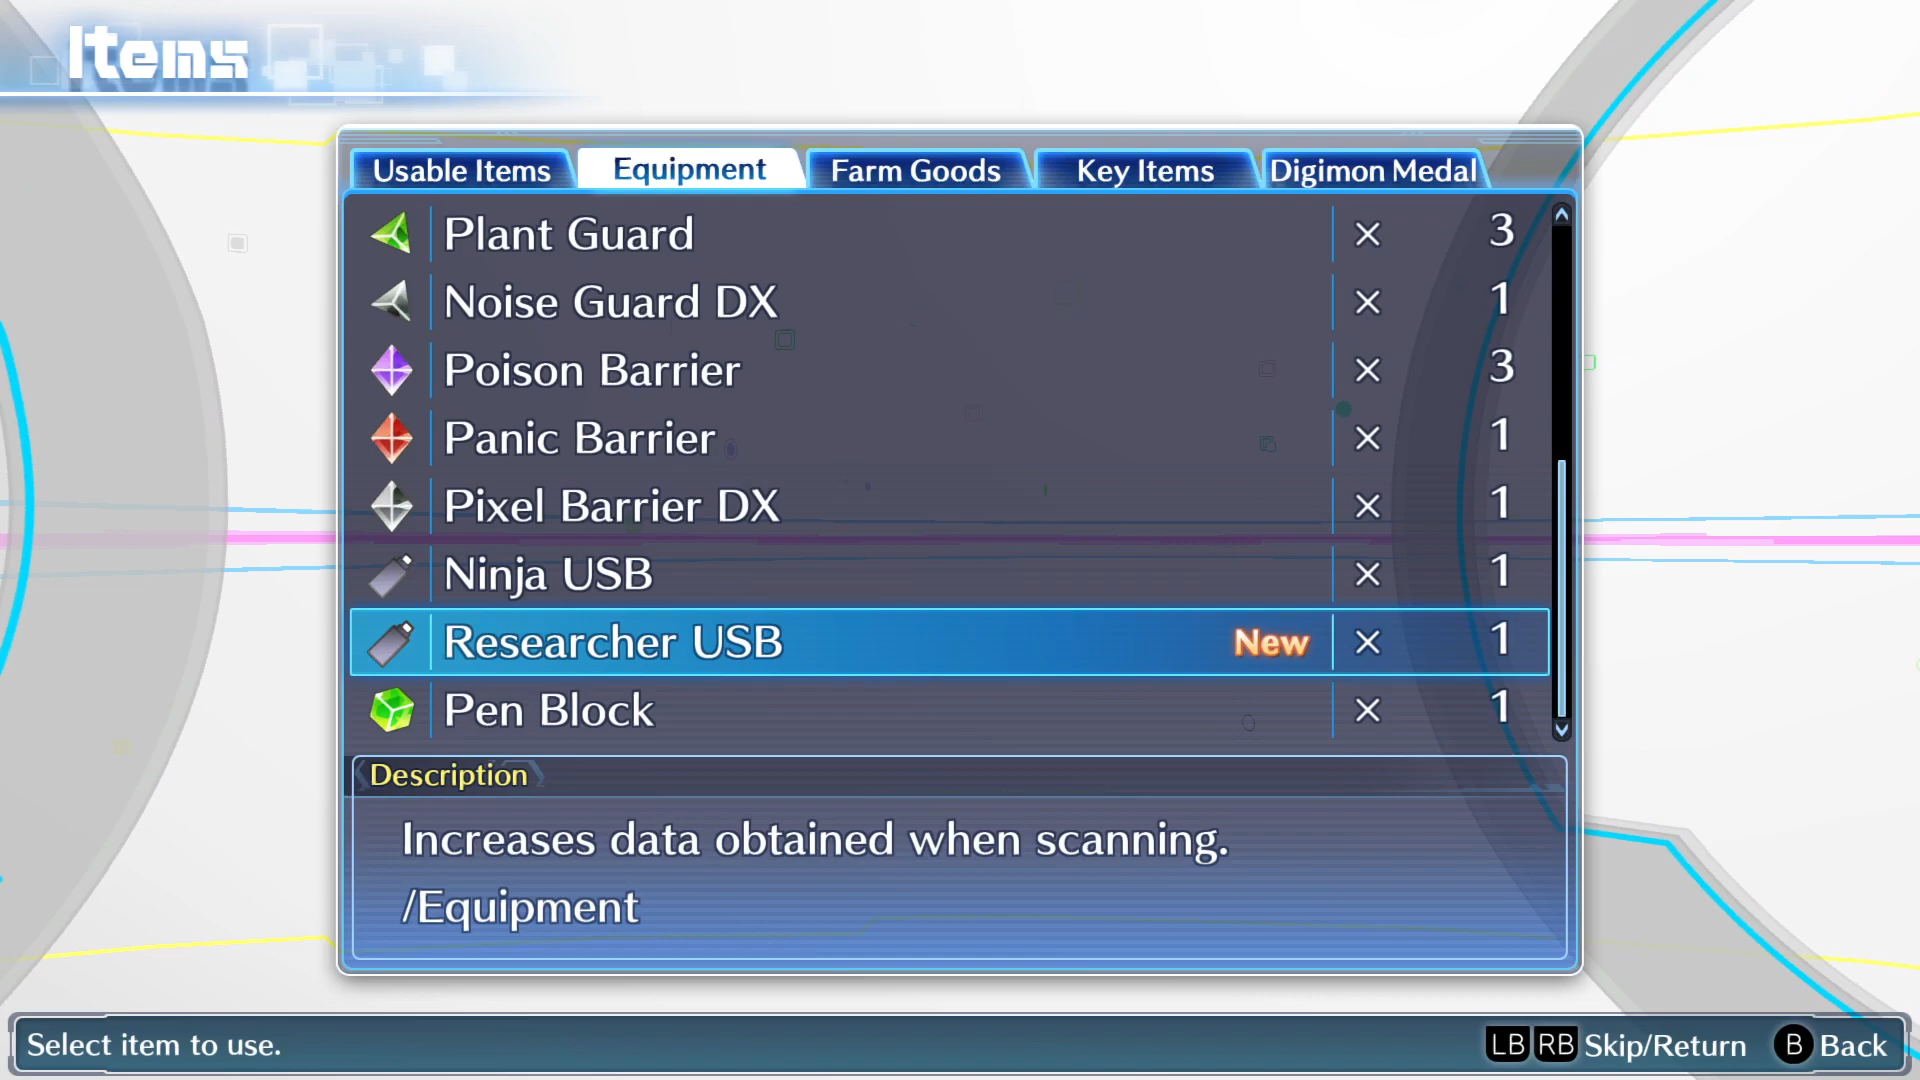 Items
Usable Items Equipment Farm Goods Key Items Digimon Medal
Plant Guard × 3
Noise Guard DX × 1
Poison Barrier × 3
Panic Barrier × 1
Pixel Barrier DX × 1
Ninja USB × 1
Researcher USB New × 1
Pen Block × 1
Description
Increases data obtained when scanning.
/Equipment
Select item to use. LB RB Skip/Return B Back